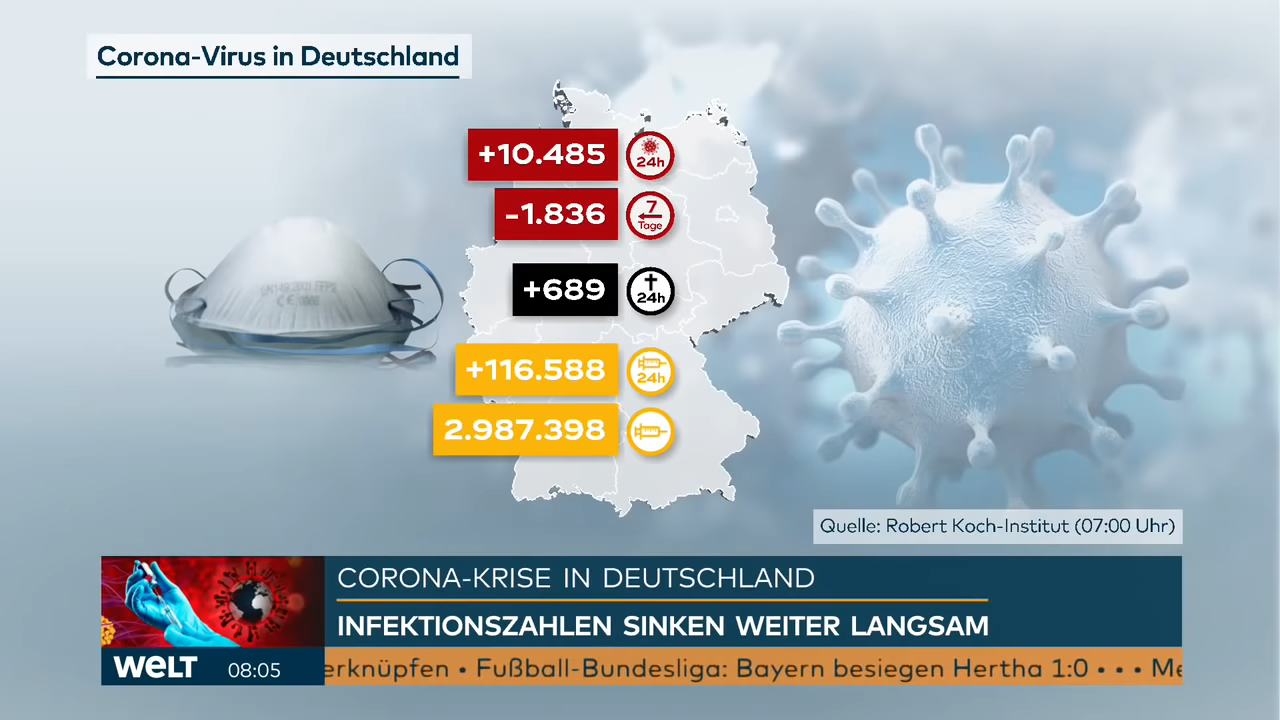 Corona-Virus in Deutschland
+10.485
24h
-1.836
7
Tage
+689
24h
+116.588
24h
2.987.398
Quelle: Robert Koch-Institut (07:00 Uhr)
CORONA-KRISE IN DEUTSCHLAND
INFEKTIONSZAHLEN SINKEN WEITER LANGSAM
welt 08:05 erknüpfen • Fußball-Bundesliga: Bayern besiegen Hertha 1:0 • • • Me